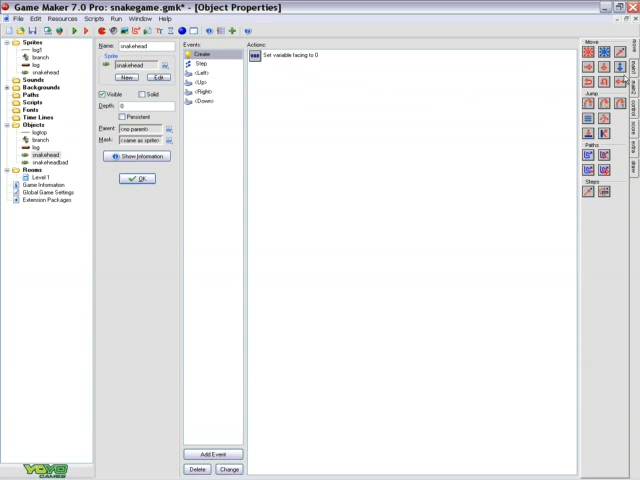 Game Maker 7.0 Pro: snakegame.gmk* - [Object Properties]
File Edit Resources Scripts Run Window Help
Sprites
log1
branch
log
snakehead
Sounds
Backgrounds
Paths
Scripts
Fonts
Time Lines
Objects
logtop
branch
log
snakehead
snakeheadbad
Rooms
Level 1
Game Information
Global Game Settings
Extension Packages
YOYO
GAMES
Name: snakehead
Sprite
snakehead
New Edit
Visible Solid
Depth: 0
Persistent
Parent: <no parent>
Mask: <same as sprite>
Show Information
OK
Events:
Create
Step
<Left>
<Up>
<Right>
<Down>
Add Event
Delete Change
Actions:
Set variable facing to 0
Move
Jump
Paths
Steps
move
main1
main2
control
score
extra
draw